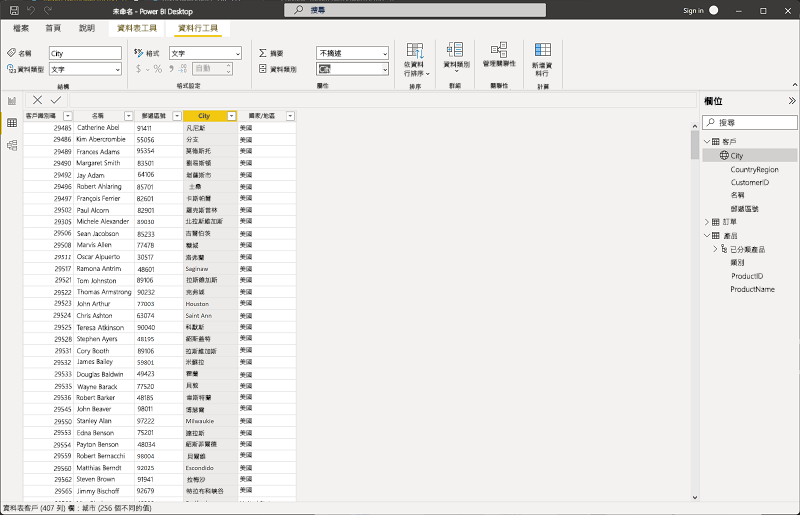 未命名 - Power BI Desktop
搜尋
Sign in
檔案 首頁 說明 資料表工具 資料行工具
名稱 City
資料類型 文字
結構
格式 文字
$ % 自動
格式設定
摘要 不摘述
資料類別 City
屬性
依資料行排序
排序
資料類別
群組
管理關聯性
關聯性
新增資料行
計算
客戶識別碼 名稱 郵遞區號 City 國家/地區
29485 Catherine Abel 91411 凡尼斯 美國
29486 Kim Abercrombie 55056 分支 美國
29489 Frances Adams 95354 莫德斯托 美國
29490 Margaret Smith 83501 劉易斯頓 美國
29492 Jay Adam 64106 堪薩斯市 美國
29496 Robert Ahlaring 85701 土桑 美國
29497 François Ferrier 82601 卡斯帕爾 美國
29502 Paul Alcorn 82901 羅克斯普林 美國
29305 Michele Alexander 89030 北拉斯維加斯 美國
29506 Sean Jacobson 85233 吉爾伯茨 美國
29508 Marvis Allen 77478 糖城 美國
29511 Oscar Alpuerto 30517 洛弗蘭 美國
29517 Ramona Antrim 48601 Saginaw 美國
29521 Tom Johnston 89106 拉斯維加斯 美國
29522 Thomas Armstrong 90232 克弗城 美國
29523 John Arthur 77003 Houston 美國
29524 Chris Ashton 63074 Saint Ann 美國
29525 Teresa Atkinson 90040 科默斯 美國
29528 Stephen Ayers 48195 紹斯蓋特 美國
29531 Cory Booth 89106 拉斯維加斯 美國
29532 James Bailey 59801 米蘇拉 美國
29533 Douglas Baldwin 49423 霍蘭 美國
29535 Wayne Barack 77520 貝敦 美國
29536 Robert Barker 48185 韋斯特蘭 美國
29545 John Beaver 98011 博瑟爾 美國
29550 Stanley Alan 97222 Milwaukie 美國
29553 Edna Benson 75201 達拉斯 美國
29554 Payton Benson 48034 紹斯菲爾德 美國
29559 Robert Bernacchi 98004 貝爾維 美國
29560 Matthias Berndt 92025 Escondido 美國
29562 Steven Brown 91941 拉梅沙 美國
29565 Jimmy Bischoff 92679 特拉布科峽谷 美國
資料表客戶 (407 列) 欄：城市 (256 個不同的值)
欄位
搜尋
客戶
City
CountryRegion
CustomerID
名稱
郵遞區號
訂單
產品
已分類產品
類別
ProductID
ProductName